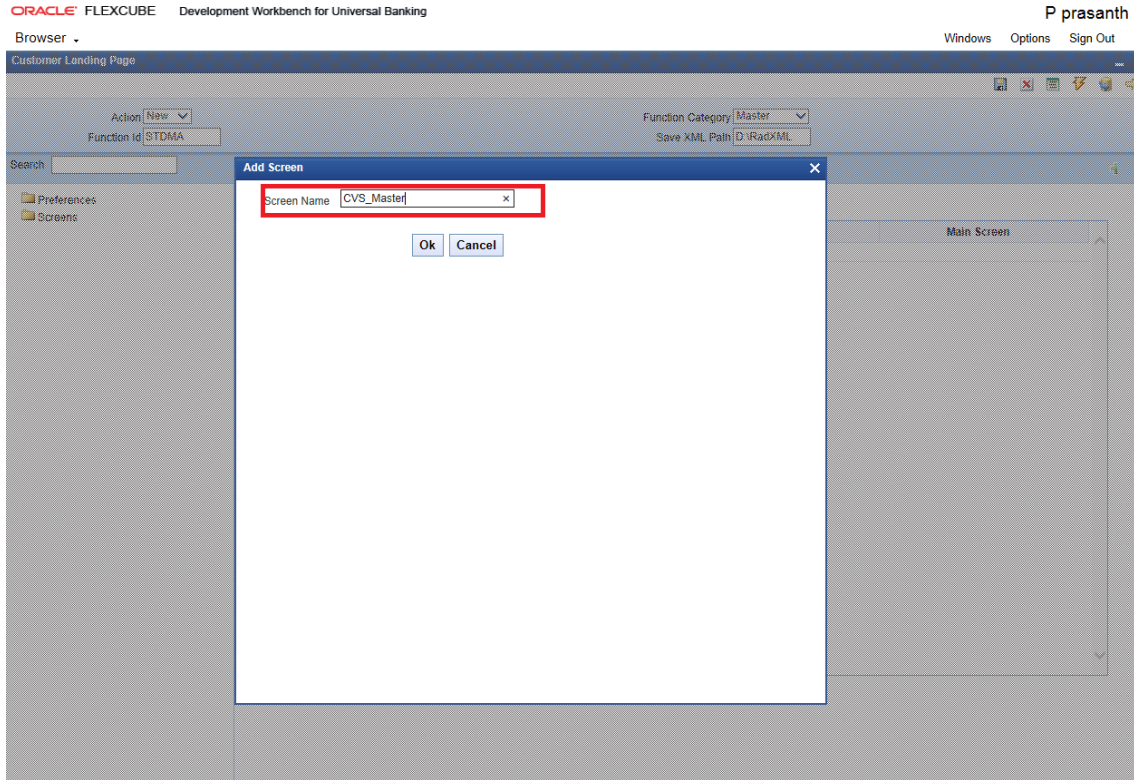 ORACLE FLEXCUBE Development Workbench for Universal Banking
P prasanth
Browser
Windows Options Sign Out
Customer Landing Page
Action New
Function Category Master
Function Id STDMA
Save XML Path D:\RadXML
Search
Add Screen
Preferences
Screens
Screen Name CVS_Master
Main Screen
Ok Cancel